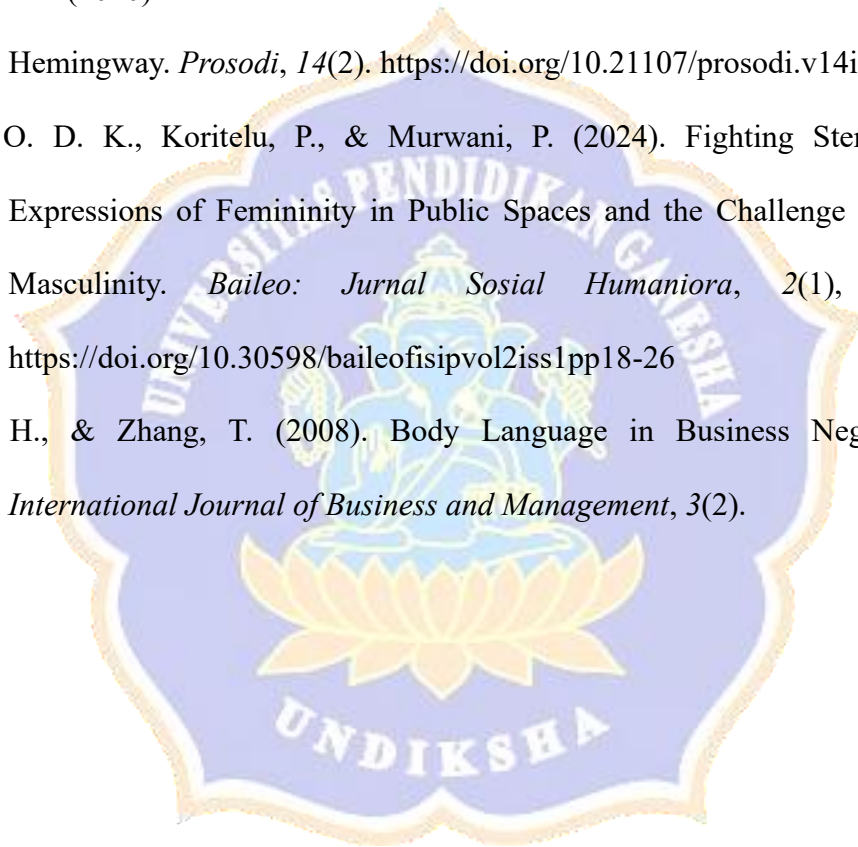 Hemingway. Prosodi, 14(2). https://doi.org/10.21107/prosodi.v14i
O. D. K., Koritelu, P., & Murwani, P. (2024). Fighting Ster
Expressions of Femininity in Public Spaces and the Challenge
Masculinity. Baileo: Jurnal Sosial Humaniora, 2(1),
https://doi.org/10.30598/baileofisipvol2iss1pp18-26
H., & Zhang, T. (2008). Body Language in Business Neg
International Journal of Business and Management, 3(2).
UNIVERSITAS PENDIDIKAN GANESHA
UNDIKSHA